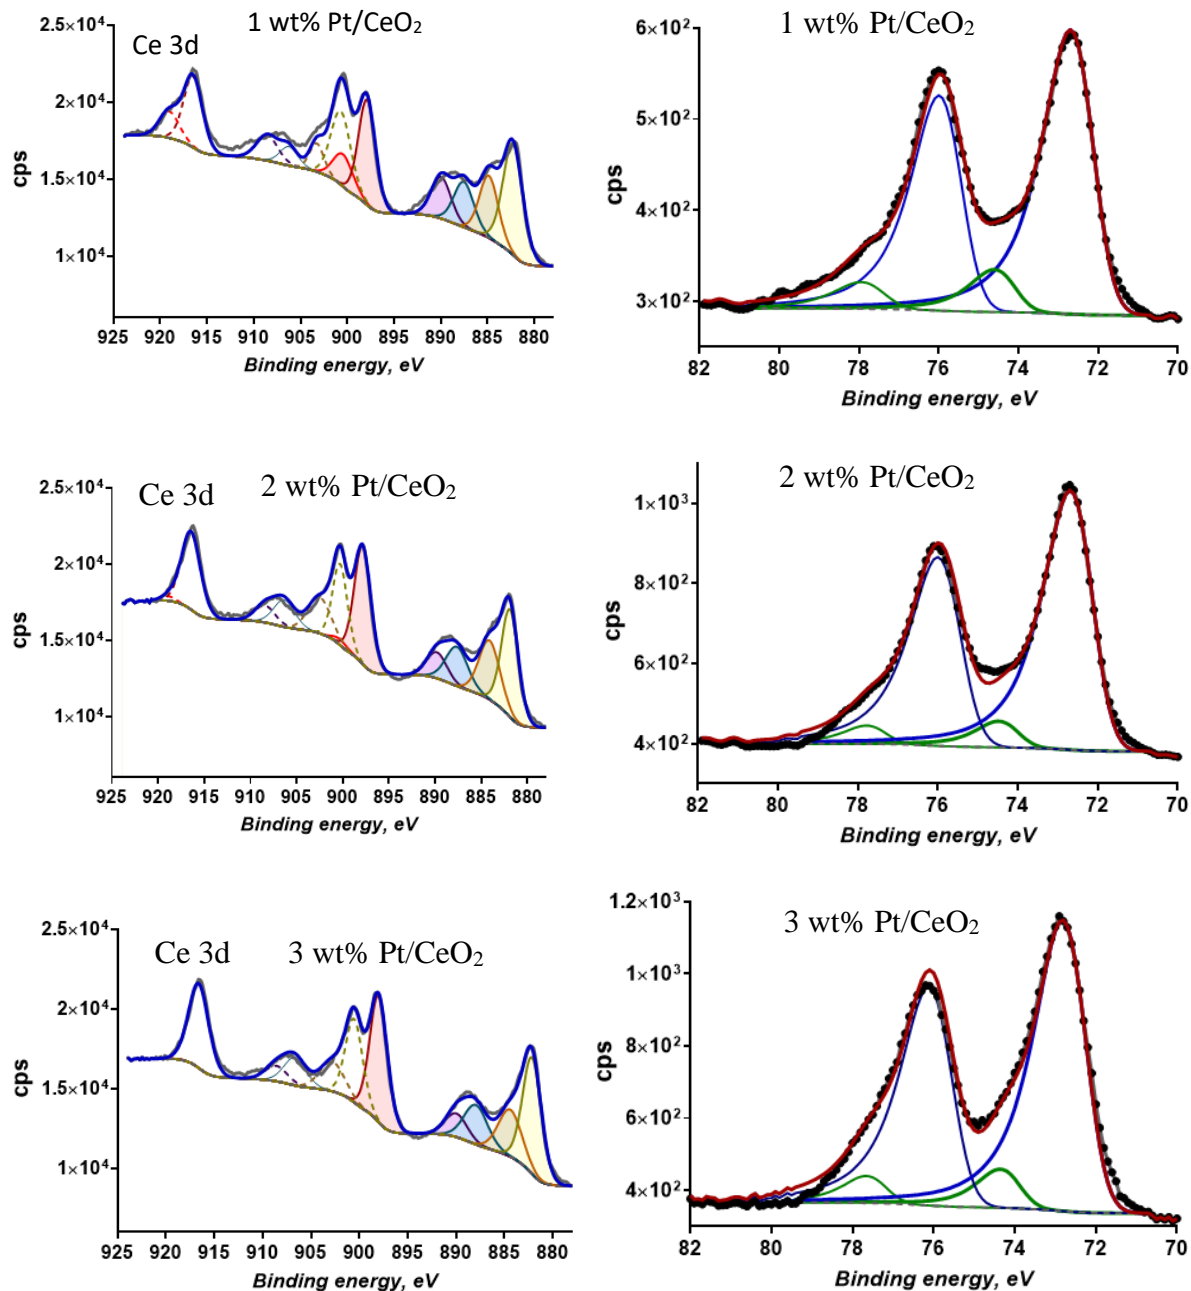 1 wt% Pt/CeO₂
Ce 3d
2.5×10⁴
2×10⁴
1.5×10⁴
1×10⁴
cps
925 920 915 910 905 900 895 890 885 880
Binding energy, eV
1 wt% Pt/CeO₂
6×10²
5×10²
4×10²
3×10²
cps
82 80 78 76 74 72 70
Binding energy, eV
2 wt% Pt/CeO₂
Ce 3d
2.5×10⁴
2×10⁴
1.5×10⁴
1×10⁴
cps
925 920 915 910 905 900 895 890 885 880
Binding energy, eV
2 wt% Pt/CeO₂
1×10³
8×10²
6×10²
4×10²
cps
82 80 78 76 74 72 70
Binding energy, eV
Ce 3d
3 wt% Pt/CeO₂
2.5×10⁴
2×10⁴
1.5×10⁴
1×10⁴
cps
925 920 915 910 905 900 895 890 885 880
Binding energy, eV
3 wt% Pt/CeO₂
1.2×10³
1×10³
8×10²
6×10²
4×10²
cps
82 80 78 76 74 72 70
Binding energy, eV